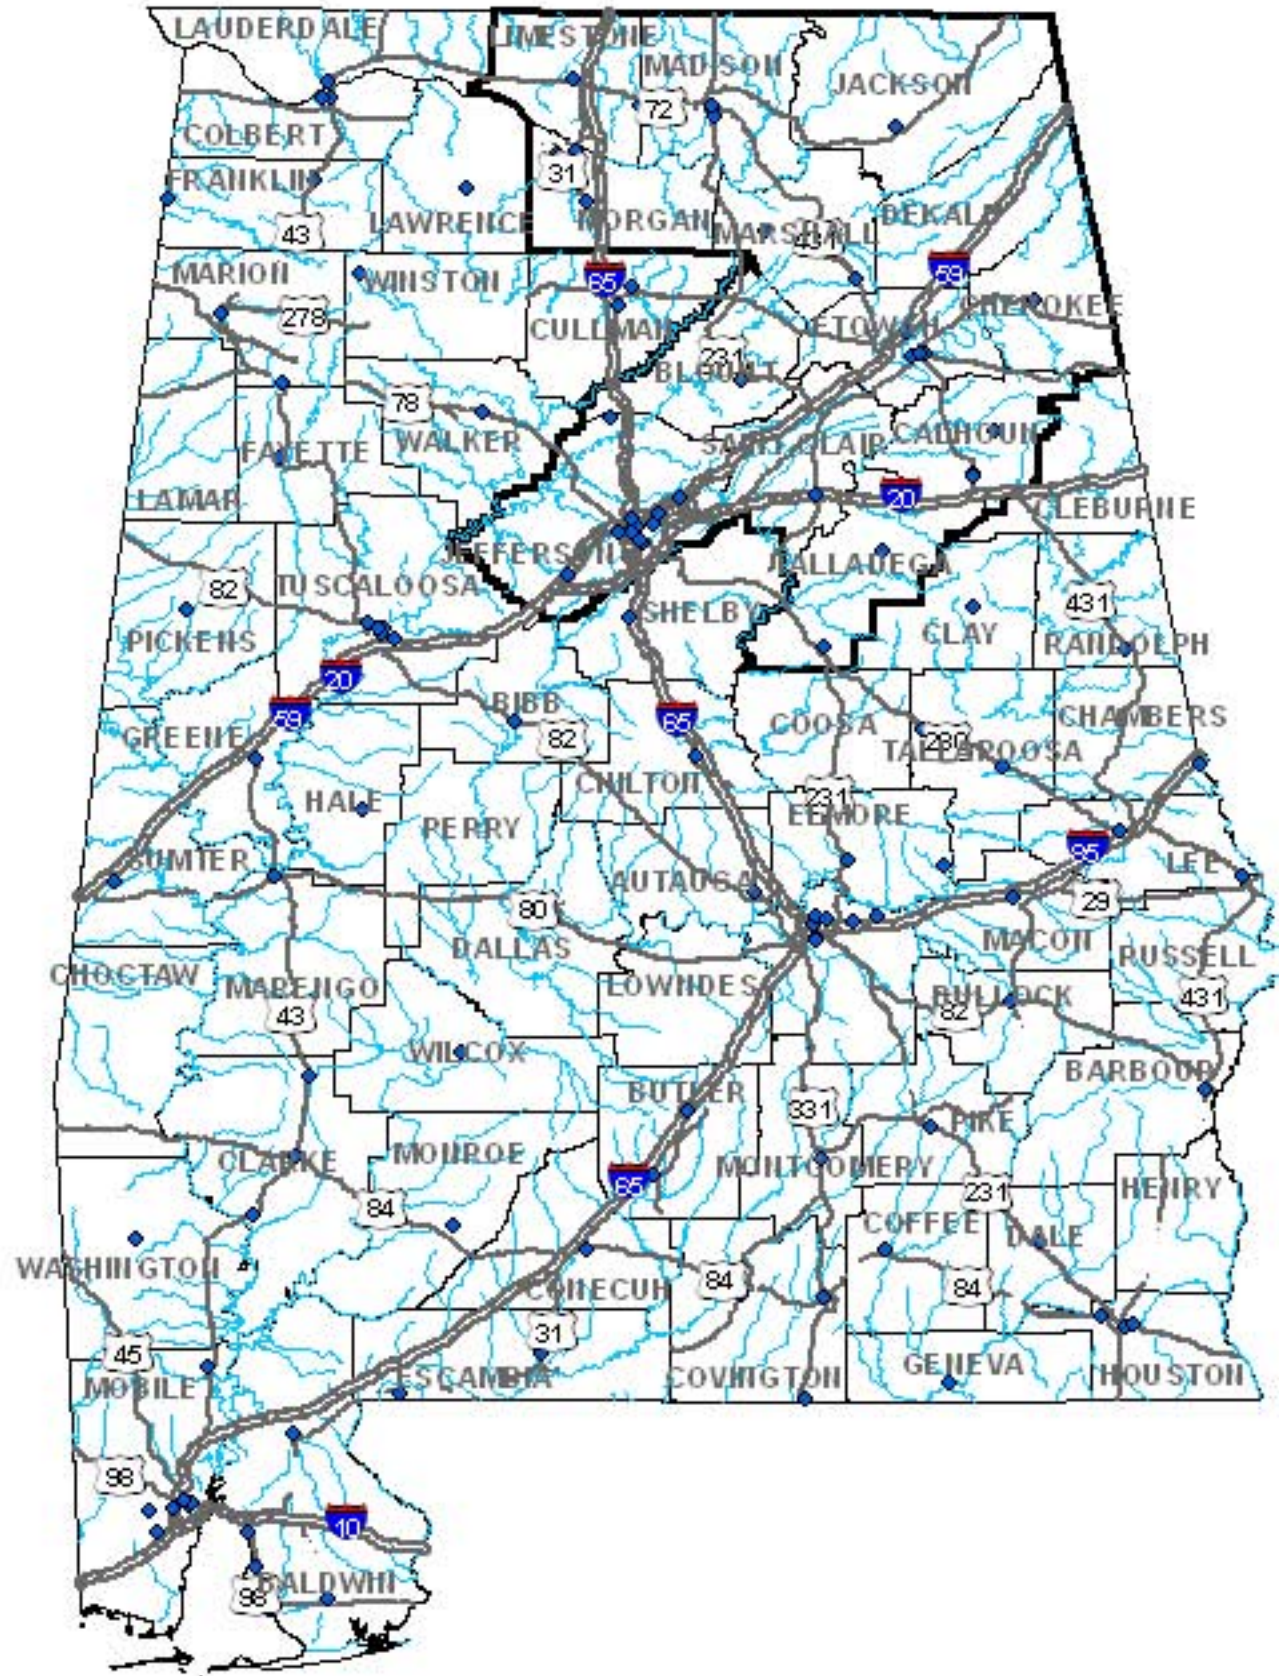 LAUDERDALE
LIMESTONE
MADISON
JACKSON
72
COLBERT
31
FRANKLIN
LAWRENCE
MORGAN
MARSHALL
431
DEKALB
43
MARION
WINSTON
65
59
278
CULLMAN
ETOWAH
CHEROKEE
231
BLOUNT
78
WALKER
SAINT CLAIR
CALHOUN
FAYETTE
LAMAR
20
CLEBURNE
JEFFERSON
TALLADEGA
82
TUSCALOOSA
SHELBY
431
PICKENS
CLAY
RANDOLPH
20
59
BIBB
65
COOSA
CHAMBERS
GREENE
82
280
TALLAPOOSA
CHILTON
HALE
231
ELMORE
PERRY
85
SUMTER
LEE
AUTAUGA
80
29
DALLAS
MACON
RUSSELL
CHOCTAW
MARENGO
LOWNDES
BULLOCK
431
43
82
WILCOX
BARBOUR
BUTLER
331
PIKE
CLARKE
MONROE
65
MONTGOMERY
231
HENRY
84
COFFEE
DALE
WASHINGTON
CONECUH
84
84
45
31
MOBILE
ESCAMBIA
COVINGTON
GENEVA
HOUSTON
98
10
98
BALDWIN